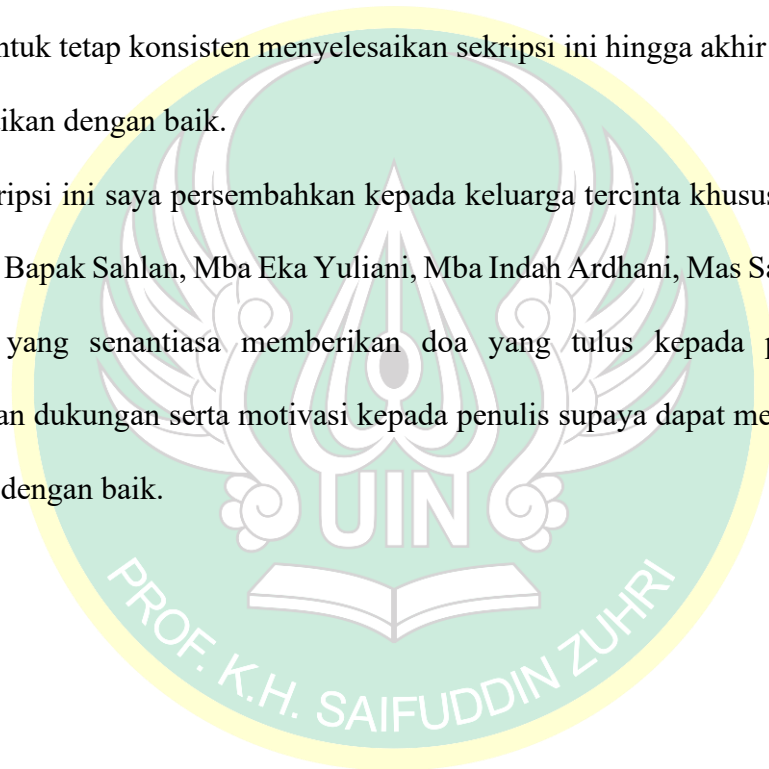 ntuk tetap konsisten menyelesaikan sekripsi ini hingga akhir
ikan dengan baik.
ripsi ini saya persembahkan kepada keluarga tercinta khusus
Bapak Sahlan, Mba Eka Yuliani, Mba Indah Ardhani, Mas Sa
yang senantiasa memberikan doa yang tulus kepada p
an dukungan serta motivasi kepada penulis supaya dapat me
dengan baik.
UIN
PROF. K.H. SAIFUDDIN ZUHRI